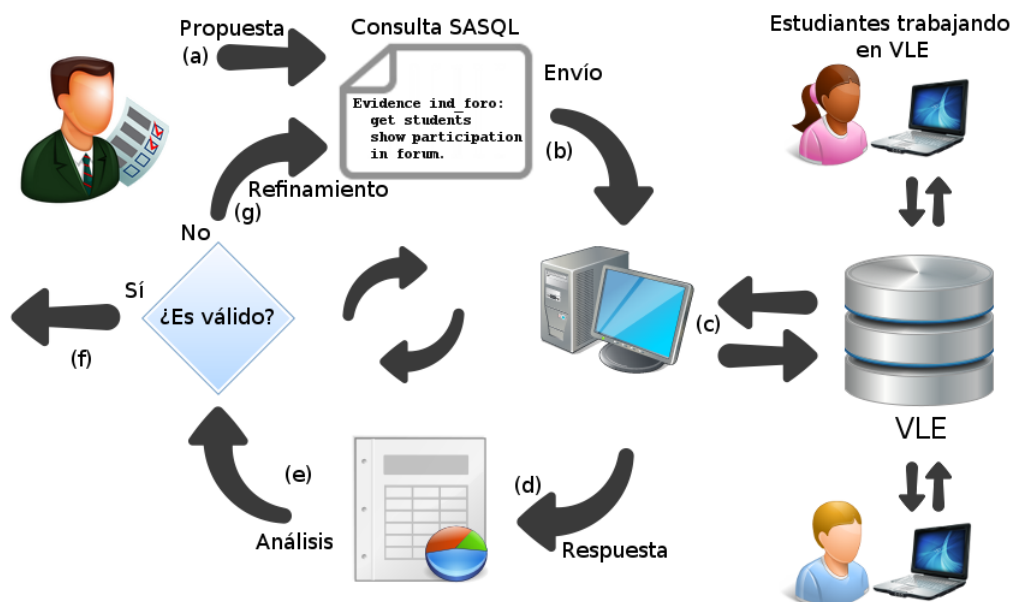 Propuesta
(a)
Consulta SASQL
Evidence ind_foro:
get students
show participation
in forum.
Envío
(b)
Estudiantes trabajando
en VLE
Refinamiento
(g)
No
Sí
¿Es válido?
(f)
(c)
VLE
(e)
Análisis
(d)
Respuesta